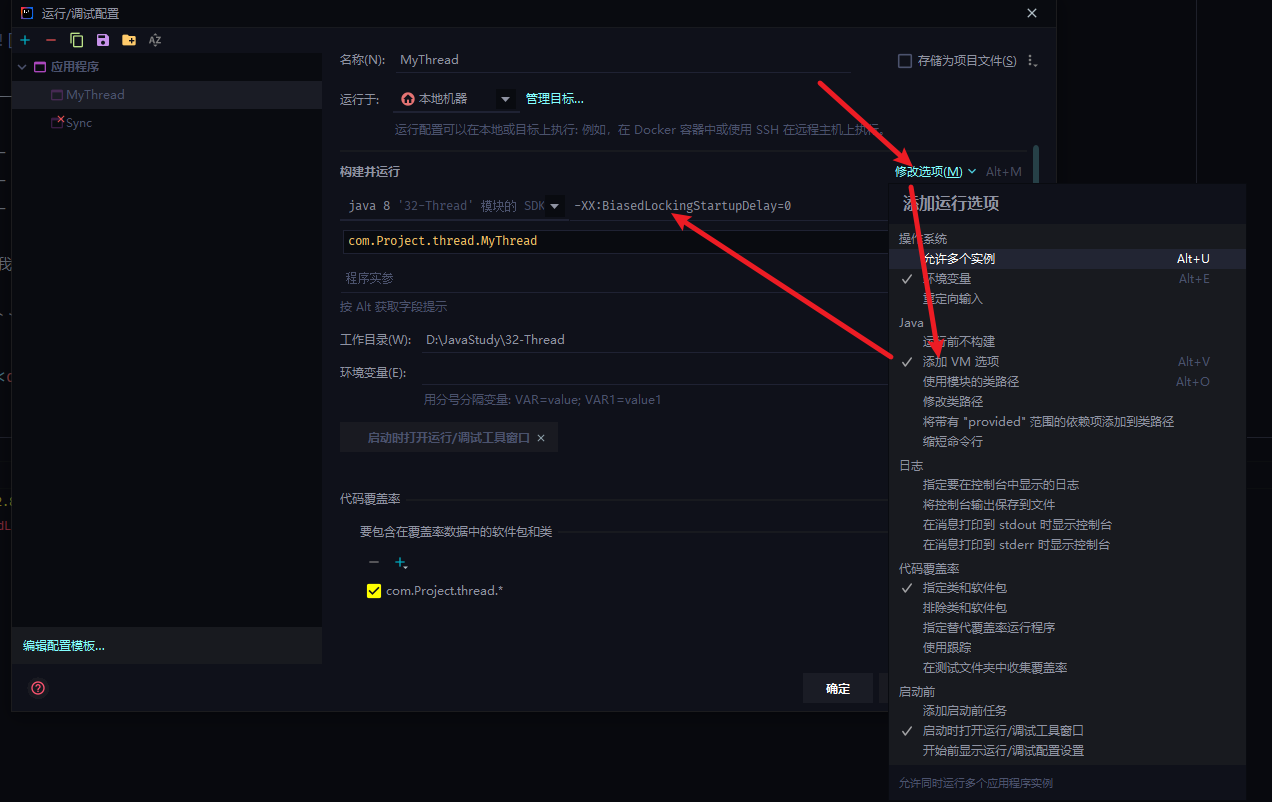 运行/调试配置
应用程序
MyThread
Sync
编辑配置模板...
名称(N): MyThread
存储为项目文件(S)
运行于: 本地机器 管理目标...
运行配置可以在本地或目标上执行: 例如，在 Docker 容器中或使用 SSH 在远程主机上执行。
构建并运行
修改选项(M) Alt+M
java 8 '32-Thread' 模块的 SDK -XX:BiasedLockingStartupDelay=0
com.Project.thread.MyThread
程序实参
按 Alt 获取字段提示
工作目录(W): D:\JavaStudy\32-Thread
环境变量(E):
用分号分隔变量: VAR=value; VAR1=value1
启动时打开运行/调试工具窗口 ×
代码覆盖率
要包含在覆盖率数据中的软件包和类
com.Project.thread.*
确定
添加运行选项
操作系统
允许多个实例 Alt+U
环境变量 Alt+E
重定向输入
Java
运行前不构建
添加 VM 选项 Alt+V
使用模块的类路径 Alt+O
修改类路径
将带有 "provided" 范围的依赖项添加到类路径
缩短命令行
日志
指定要在控制台中显示的日志
将控制台输出保存到文件
在消息打印到 stdout 时显示控制台
在消息打印到 stderr 时显示控制台
代码覆盖率
指定类和软件包
排除类和软件包
指定替代覆盖率运行程序
使用跟踪
在测试文件夹中收集覆盖率
启动前
添加启动前任务
启动时打开运行/调试工具窗口
开始前显示运行/调试配置设置
允许同时运行多个应用程序实例
我